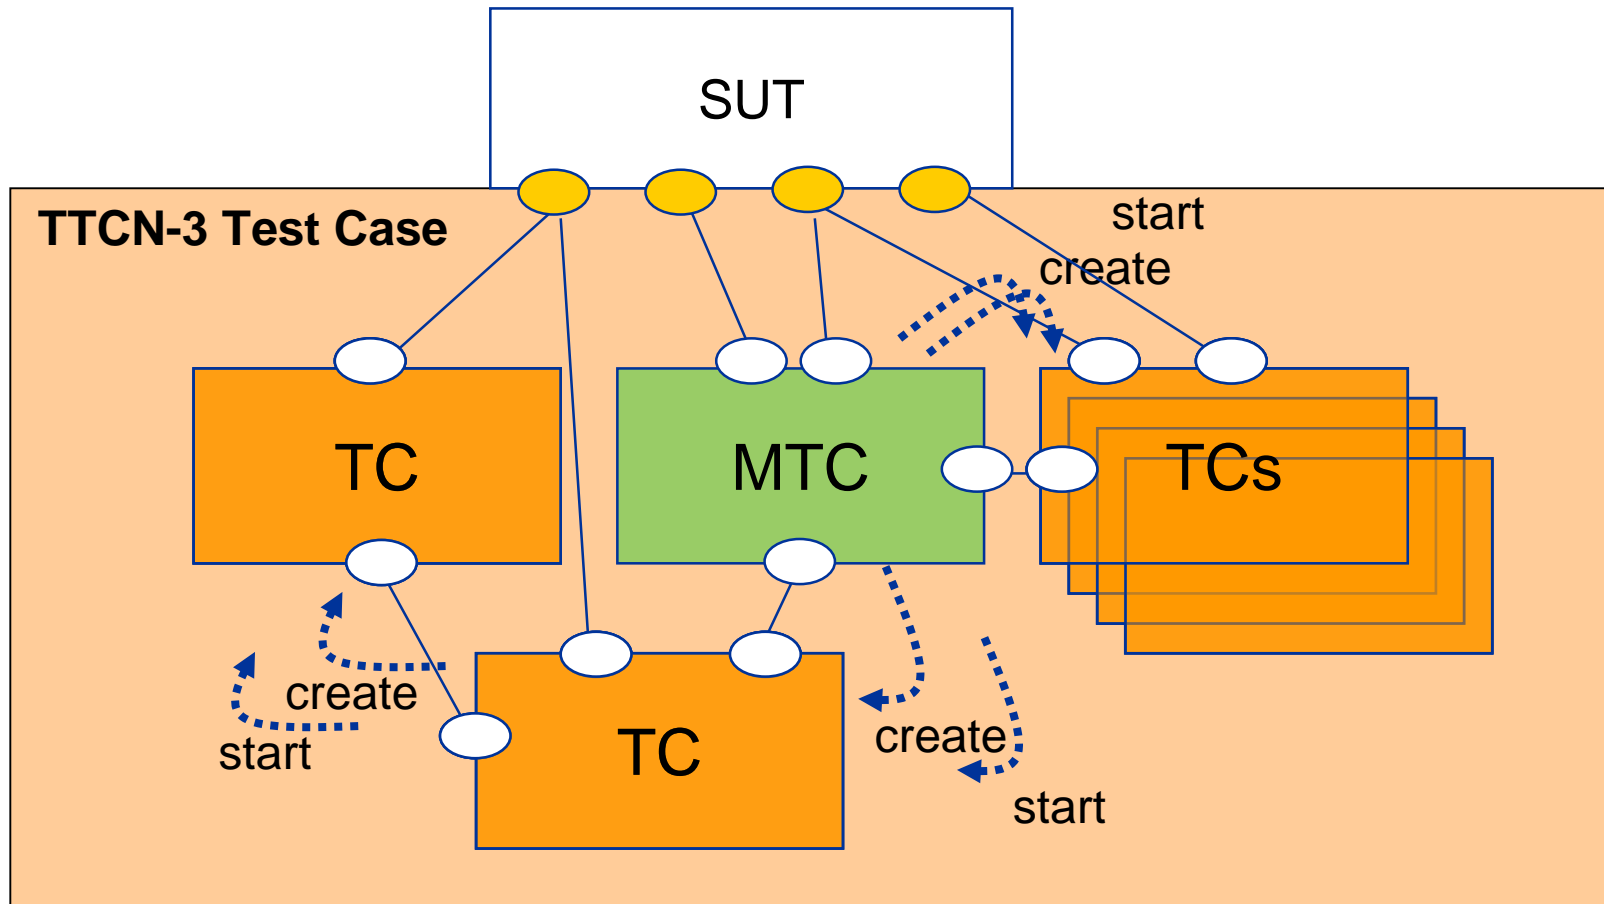 SUT
TTCN-3 Test Case
start
create
TC
MTC
TCs
create
start
TC
create
start